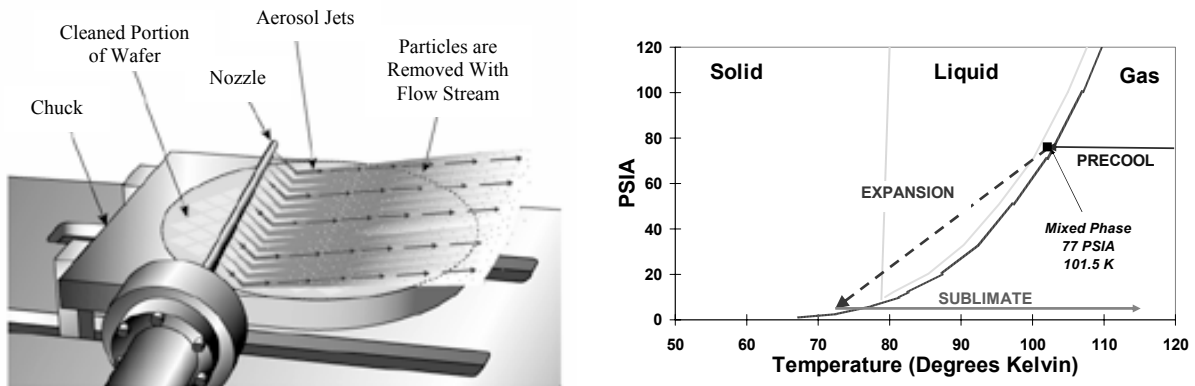 Cleaned Portion
of Wafer
Aerosol Jets
Particles are
Removed With
Flow Stream
Nozzle
Chuck
PSIA
120
100
80
60
40
20
0
Solid
Liquid
Gas
PRECOOL
EXPANSION
Mixed Phase
77 PSIA
101.5 K
SUBLIMATE
50 60 70 80 90 100 110 120
Temperature (Degrees Kelvin)